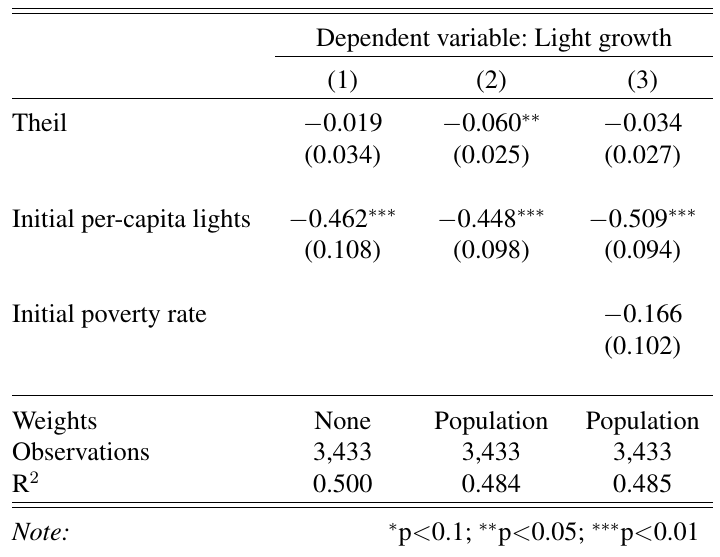 Dependent variable: Light growth
(1) (2) (3)
Theil −0.019 −0.060** −0.034
(0.034) (0.025) (0.027)
Initial per-capita lights −0.462*** −0.448*** −0.509***
(0.108) (0.098) (0.094)
Initial poverty rate −0.166
(0.102)
Weights None Population Population
Observations 3,433 3,433 3,433
R² 0.500 0.484 0.485
Note: *p<0.1; **p<0.05; ***p<0.01